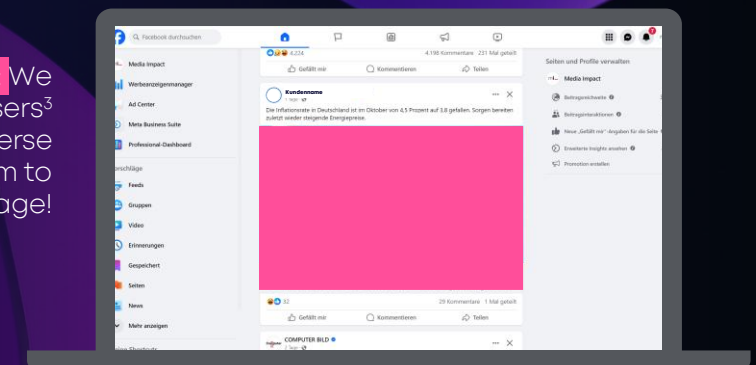 We
sers³
erse
m to
age!
Facebook durchsuchen
Media Impact
Werbeanzeigenmanager
Ad Center
Meta Business Suite
Professional-Dashboard
orschläge
Feeds
Gruppen
Video
Erinnerungen
Gespeichert
Seiten
News
Mehr anzeigen
4.224
4.198 Kommentare 231 Mal geteilt
Gefällt mir Kommentieren Teilen
Kundenname
Die Inflationsrate in Deutschland ist im Oktober von 4,5 Prozent auf 3,8 gefallen. Sorgen bereiten
zuletzt wieder steigende Energiepreise.
32
29 Kommentare 1 Mal geteilt
Gefällt mir Kommentieren Teilen
COMPUTER BILD
Seiten und Profile verwalten
Media Impact
Beitragsreichweite
Beitragsinteraktionen
Neue „Gefällt mir“-Angaben für die Seite
Erweiterte Insights ansehen
Promotion erstellen